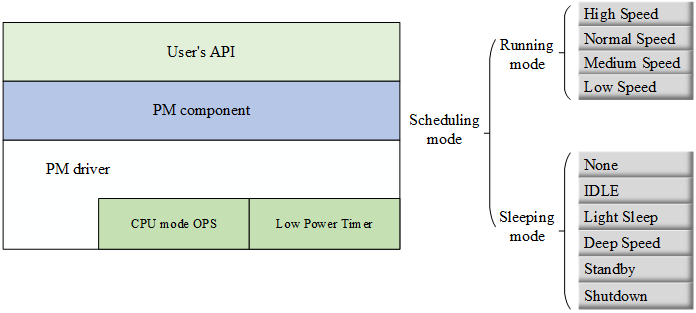 User's API
PM component
PM driver
CPU mode OPS
Low Power Timer
Scheduling
mode
Running
mode
High Speed
Normal Speed
Medium Speed
Low Speed
Sleeping
mode
None
IDLE
Light Sleep
Deep Speed
Standby
Shutdown